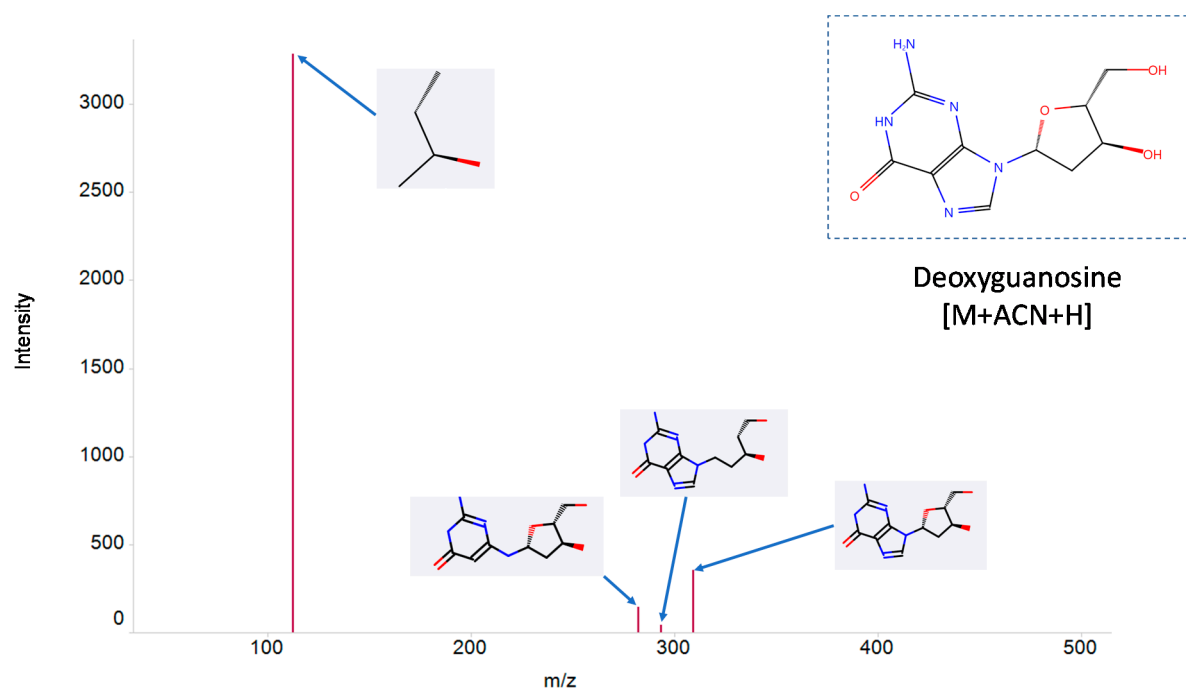 3000
2500
2000
1500
1000
500
0
Intensity
100
200
300
400
500
m/z
H₂N
N
HN
O
N
N
O
OH
OH
Deoxyguanosine
[M+ACN+H]